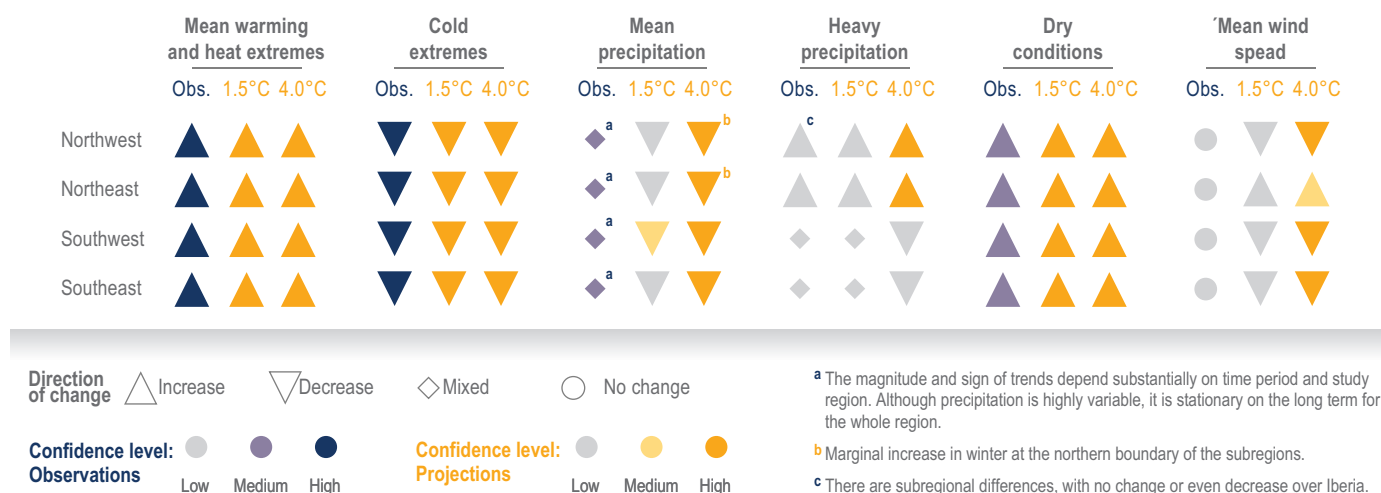 Mean warming
and heat extremes
Cold
extremes
Mean
precipitation
Heavy
precipitation
Dry
conditions
´Mean wind
spead
Obs. 1.5°C 4.0°C Obs. 1.5°C 4.0°C Obs. 1.5°C 4.0°C Obs. 1.5°C 4.0°C Obs. 1.5°C 4.0°C Obs. 1.5°C 4.0°C
Northwest a b c
Northeast a b
Southwest a
Southeast a
Direction
of change
Increase Decrease Mixed No change
Confidence level:
Observations
Low Medium High
Confidence level:
Projections
Low Medium High
a The magnitude and sign of trends depend substantially on time period and study
region. Although precipitation is highly variable, it is stationary on the long term for
the whole region.
b Marginal increase in winter at the northern boundary of the subregions.
c There are subregional differences, with no change or even decrease over Iberia.